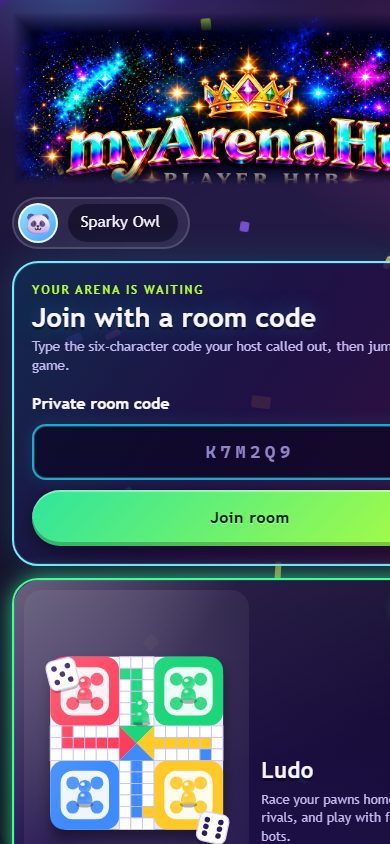 myArenaHu
PLAYER HUB
Sparky Owl
YOUR ARENA IS WAITING
Join with a room code
Type the six-character code your host called out, then jum
game.
Private room code
K7M2Q9
Join room
Ludo
Race your pawns home
rivals, and play with f
bots.